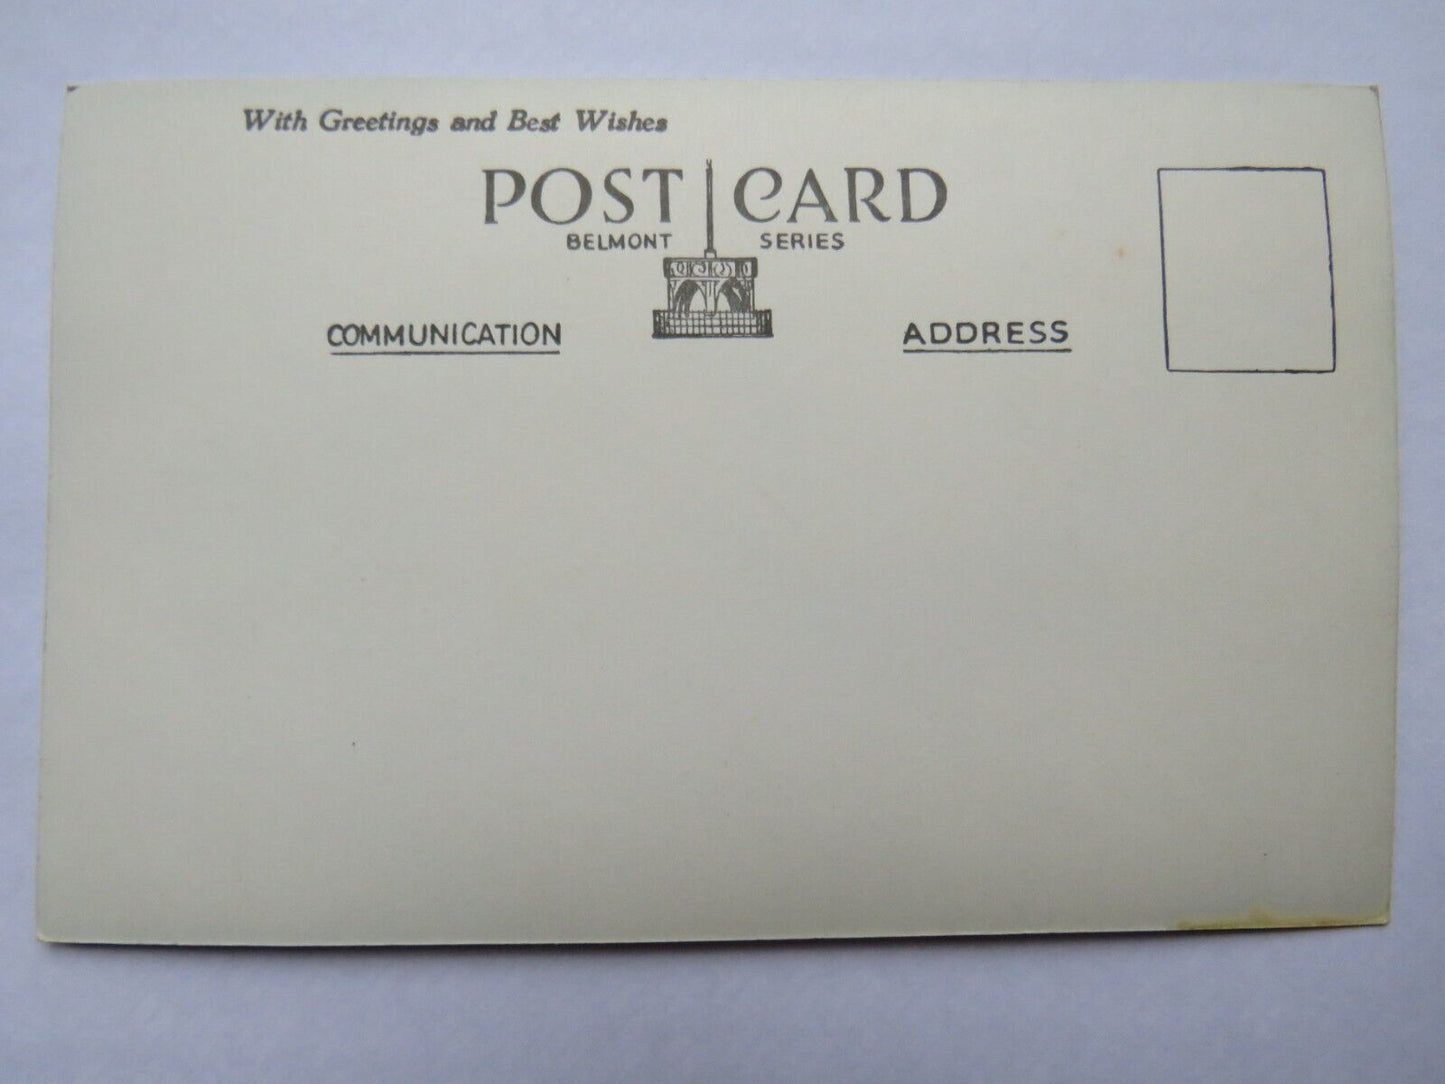 With Greetings and Best Wishes
POST CARD
BELMONT SERIES
COMMUNICATION ADDRESS